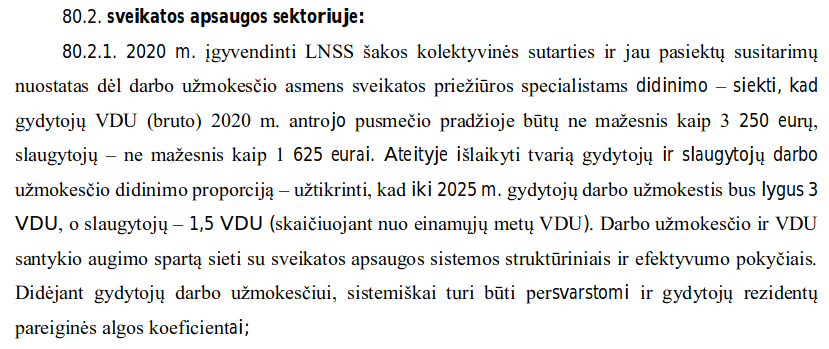 80.2. sveikatos apsaugos sektoriuje:
80.2.1. 2020 m. įgyvendinti LNSS šakos kolektyvinės sutarties ir jau pasiektų susitarimų
nuostatas dėl darbo užmokesčio asmens sveikatos priežiūros specialistams didinimo – siekti, kad
gydytojų VDU (bruto) 2020 m. antrojo pusmečio pradžioje būtų ne mažesnis kaip 3 250 eurų,
slaugytojų – ne mažesnis kaip 1 625 eurai. Ateityje išlaikyti tvarią gydytojų ir slaugytojų darbo
užmokesčio didinimo proporciją – užtikrinti, kad iki 2025 m. gydytojų darbo užmokestis bus lygus 3
VDU, o slaugytojų – 1,5 VDU (skaičiuojant nuo einamųjų metų VDU). Darbo užmokesčio ir VDU
santykio augimo spartą sieti su sveikatos apsaugos sistemos struktūriniais ir efektyvumo pokyčiais.
Didėjant gydytojų darbo užmokesčiui, sistemiškai turi būti persvarstomi ir gydytojų rezidentų
pareiginės algos koeficientai;